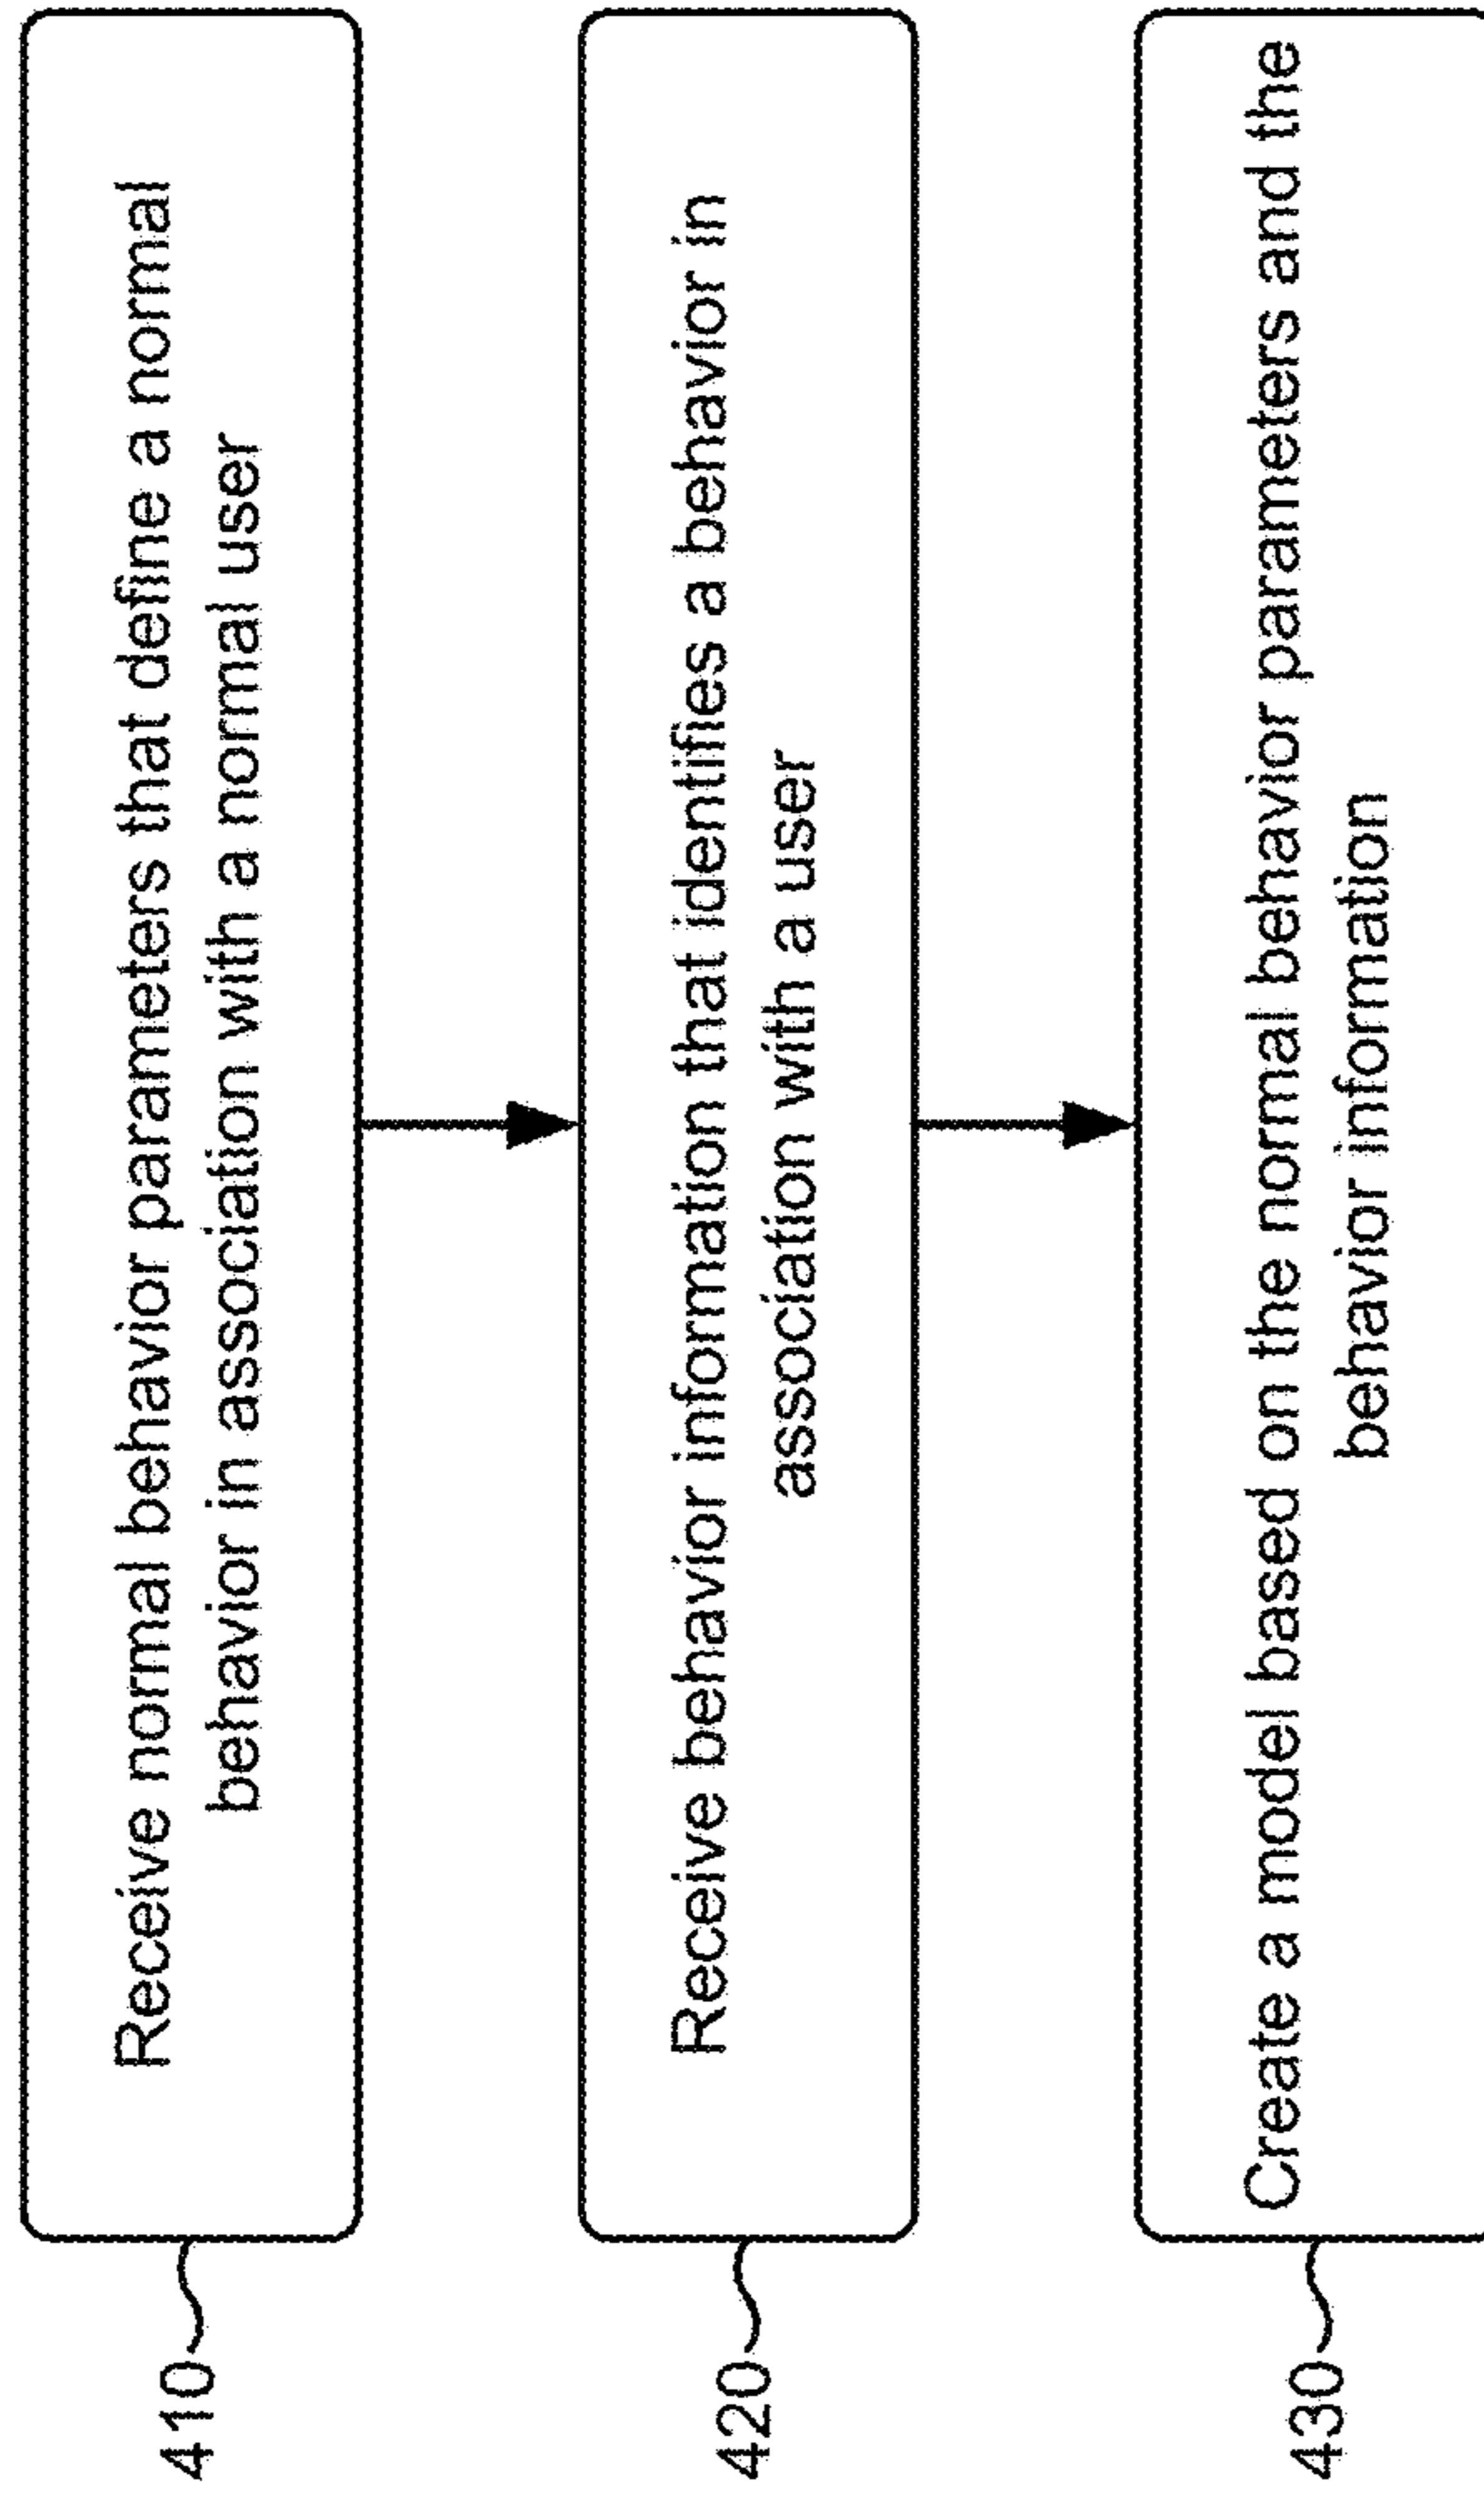 410
Receive normal behavior parameters that define a normal
behavior in association with a normal user
420
Receive behavior information that identifies a behavior in
association with a user
430
Create a model based on the normal behavior parameters and the
behavior information